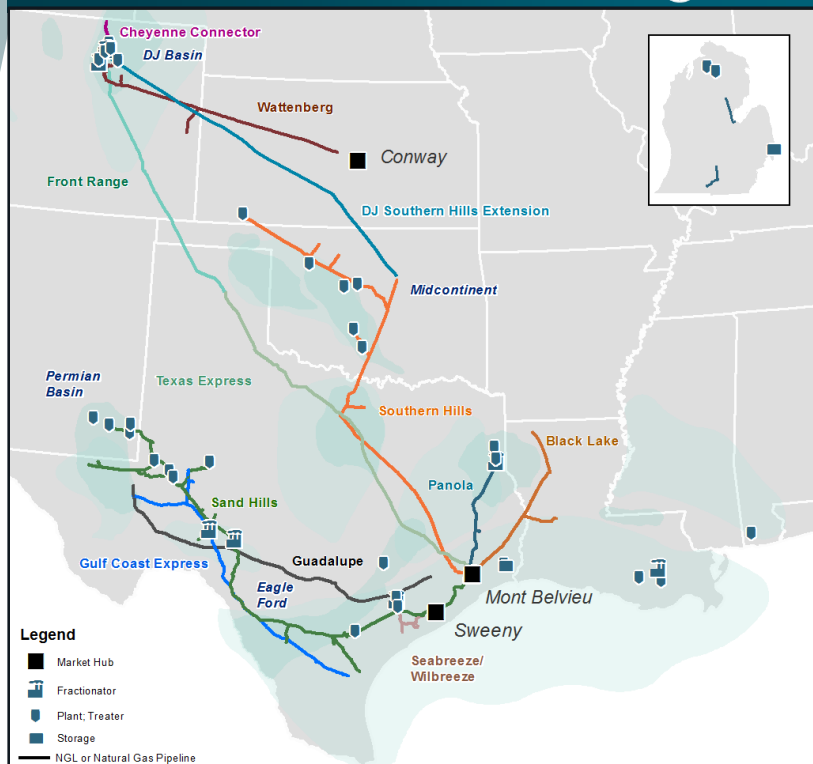 Cheyenne Connector
DJ Basin
Wattenberg
Conway
Front Range
DJ Southern Hills Extension
Midcontinent
Permian
Basin
Texas Express
Southern Hills
Black Lake
Panola
Sand Hills
Guadalupe
Gulf Coast Express
Eagle
Ford
Mont Belvieu
Sweeny
Seabreeze/
Wilbreeze
Legend
Market Hub
Fractionator
Plant; Treater
Storage
NGL or Natural Gas Pipeline